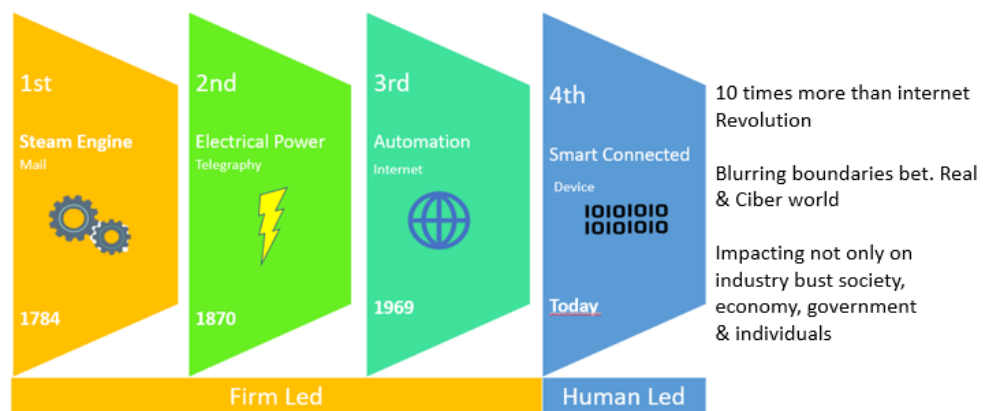 1st
Steam Engine
Mail
1784
2nd
Electrical Power
Telegraphy
1870
3rd
Automation
Internet
1969
4th
Smart Connected
Device
10101010
10101010
Today
10 times more than internet
Revolution
Blurring boundaries bet. Real
& Ciber world
Impacting not only on
industry bust society,
economy, government
& individuals
Firm Led
Human Led